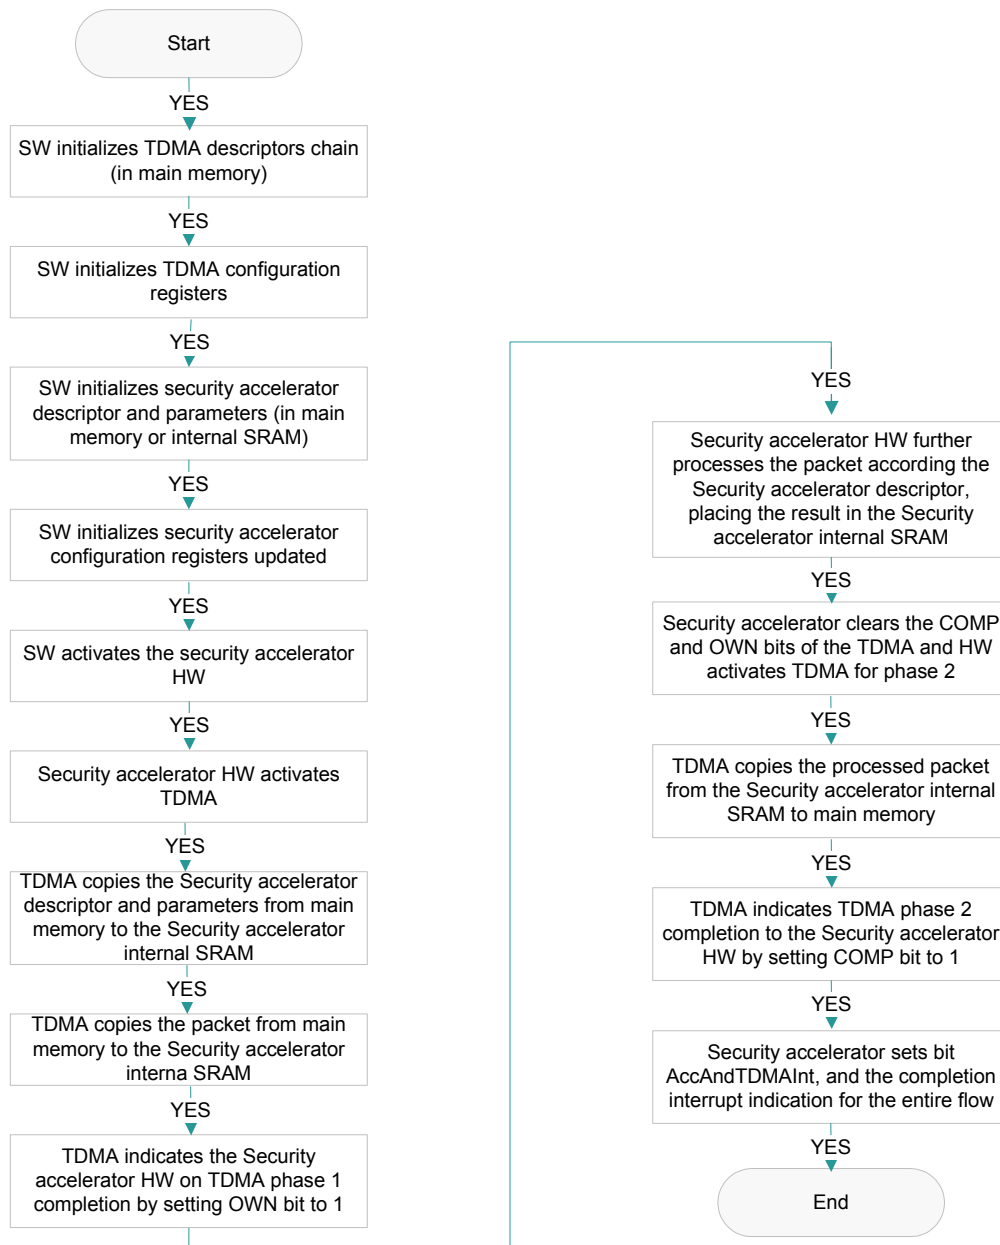 Start
YES
SW initializes TDMA descriptors chain
(in main memory)
YES
SW initializes TDMA configuration
registers
YES
SW initializes security accelerator
descriptor and parameters (in main
memory or internal SRAM)
YES
SW initializes security accelerator
configuration registers updated
YES
SW activates the security accelerator
HW
YES
Security accelerator HW activates
TDMA
YES
TDMA copies the Security accelerator
descriptor and parameters from main
memory to the Security accelerator
internal SRAM
YES
TDMA copies the packet from main
memory to the Security accelerator
interna SRAM
YES
TDMA indicates the Security
accelerator HW on TDMA phase 1
completion by setting OWN bit to 1
YES
Security accelerator HW further
processes the packet according the
Security accelerator descriptor,
placing the result in the Security
accelerator internal SRAM
YES
Security accelerator clears the COMP
and OWN bits of the TDMA and HW
activates TDMA for phase 2
YES
TDMA copies the processed packet
from the Security accelerator internal
SRAM to main memory
YES
TDMA indicates TDMA phase 2
completion to the Security accelerator
HW by setting COMP bit to 1
YES
Security accelerator sets bit
AccAndTDMAInt, and the completion
interrupt indication for the entire flow
YES
End